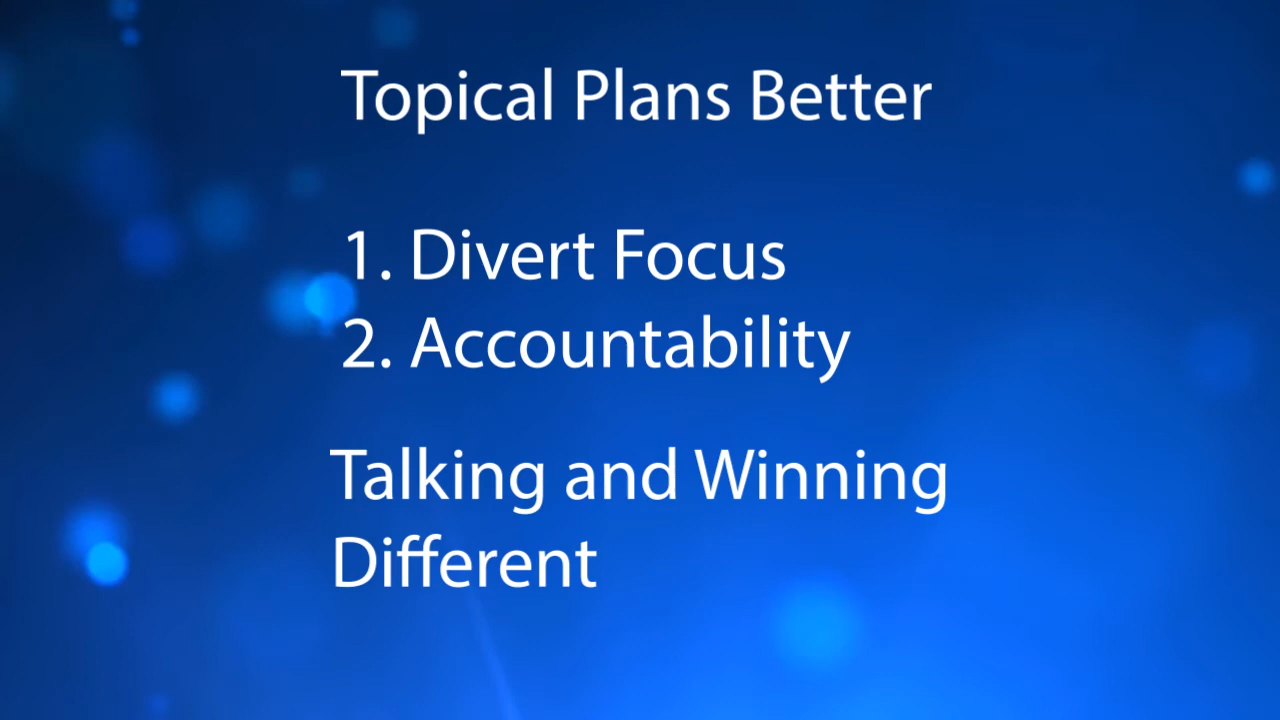 Topical Plans Better
1. Divert Focus
2. Accountability
Talking and Winning
Different